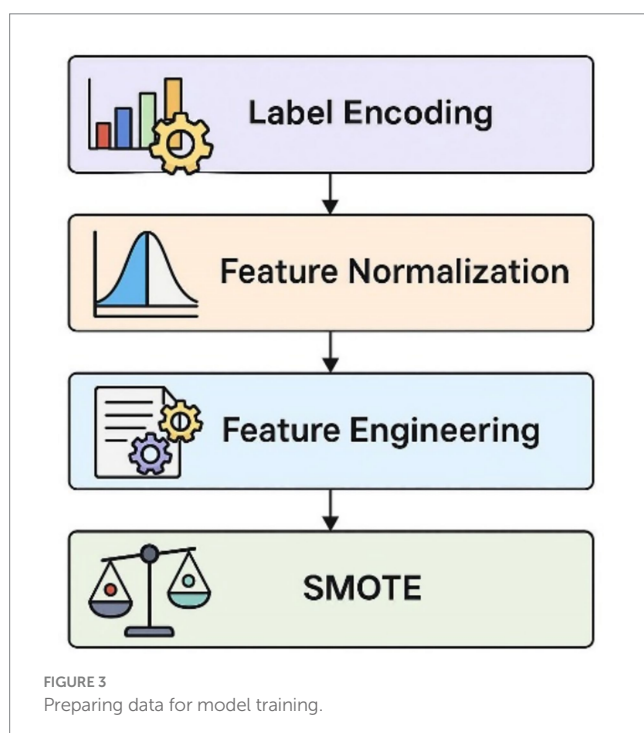 Label Encoding
Feature Normalization
Feature Engineering
SMOTE
FIGURE 3
Preparing data for model training.